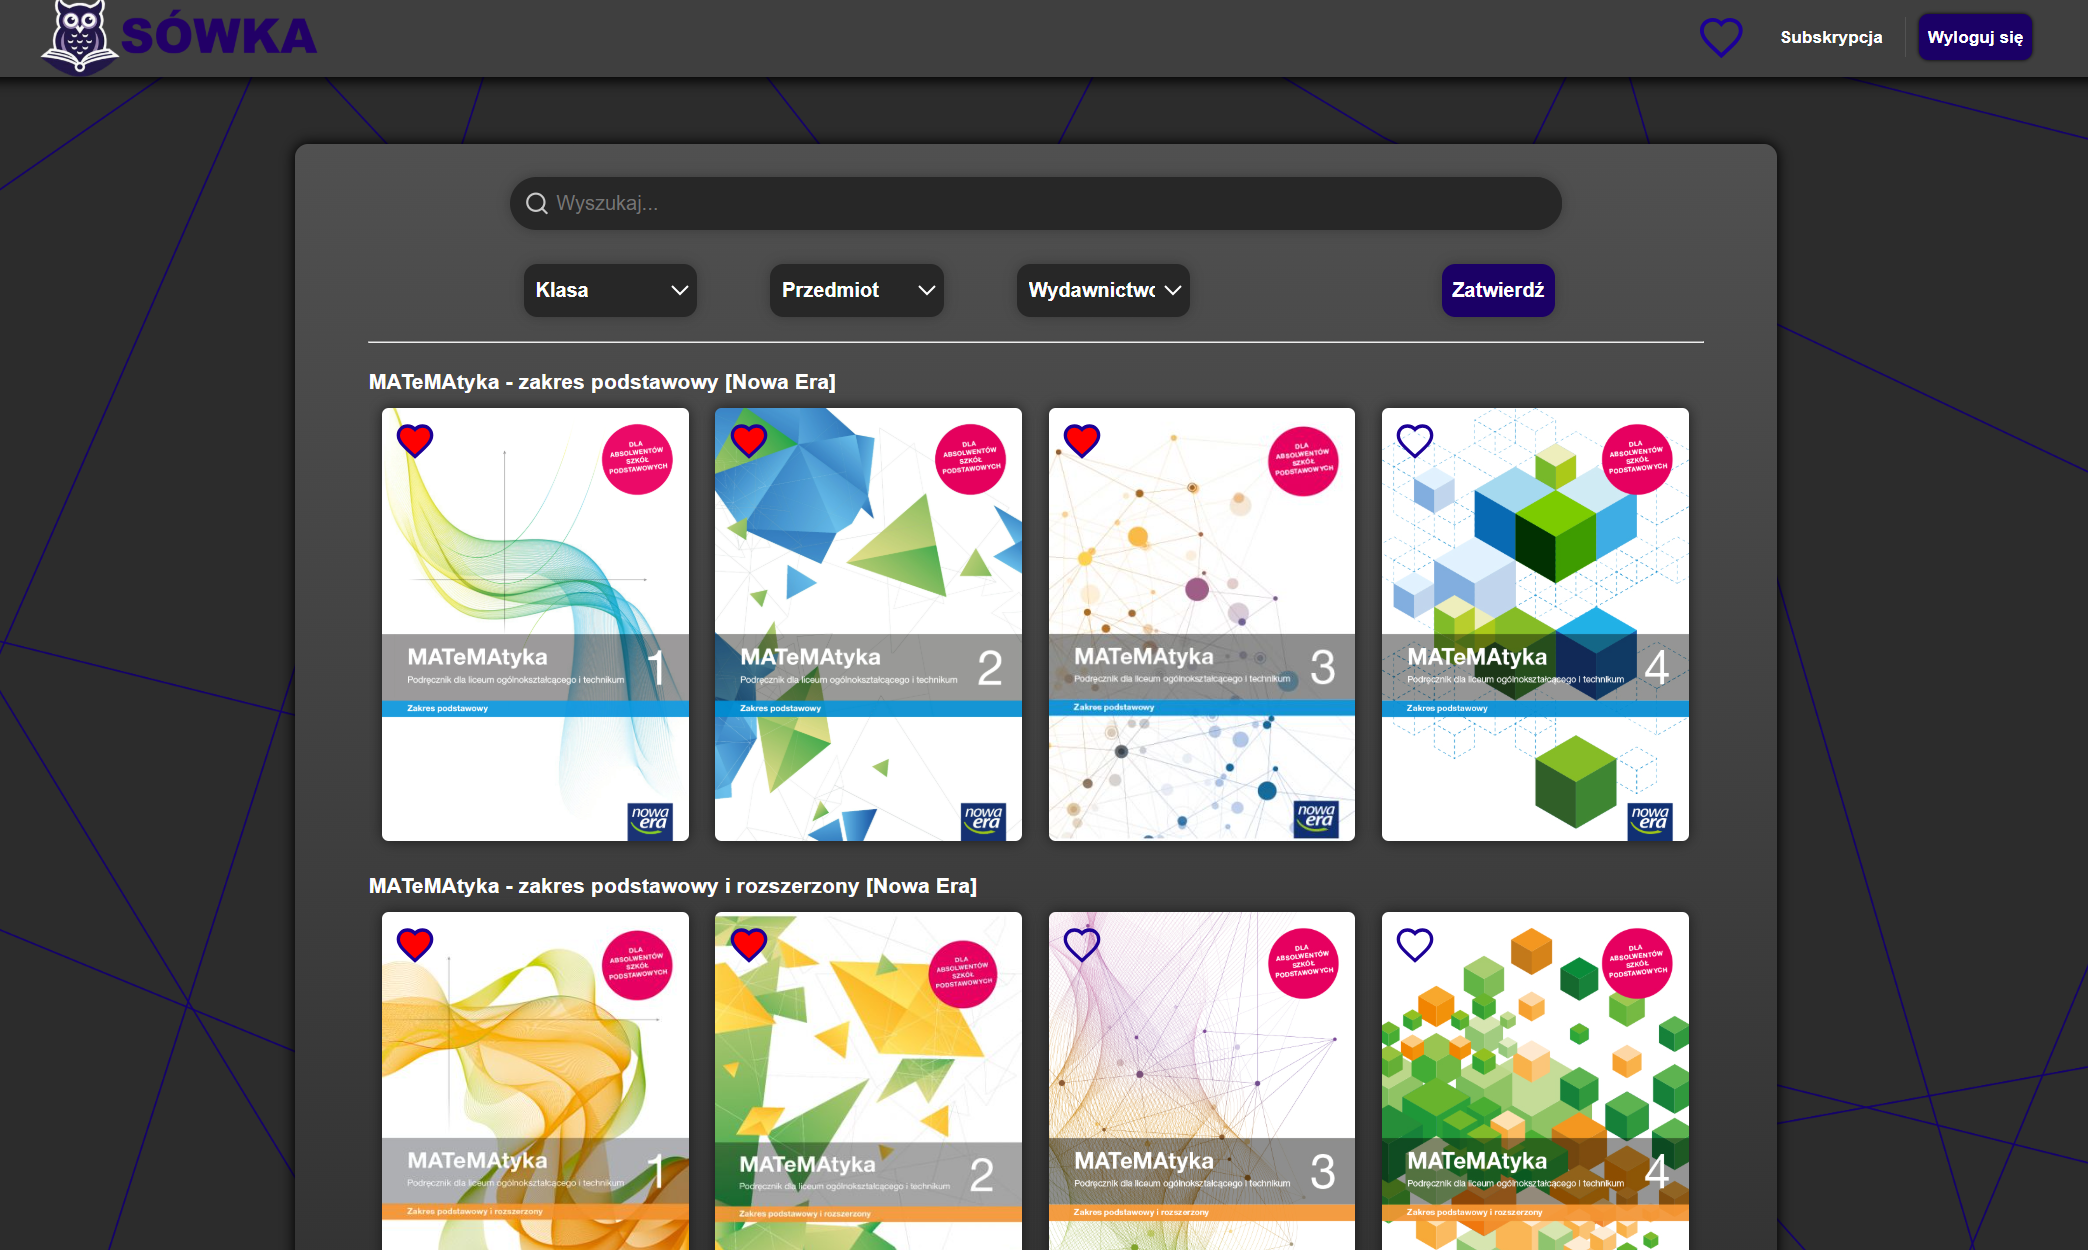 SÓWKA
Subskrypcja
Wyloguj się
Wyszukaj...
Klasa
Przedmiot
Wydawnictwo
Zatwierdź
MATeMAtyka - zakres podstawowy [Nowa Era]
DLA
ABSOLWENTÓW
SZKÓŁ
PODSTAWOWYCH
MATeMAtyka 1
Podręcznik dla liceum ogólnokształcącego i technikum
Zakres podstawowy
nowa
era
DLA
ABSOLWENTÓW
SZKÓŁ
PODSTAWOWYCH
MATeMAtyka 2
Podręcznik dla liceum ogólnokształcącego i technikum
Zakres podstawowy
nowa
era
DLA
ABSOLWENTÓW
SZKÓŁ
PODSTAWOWYCH
MATeMAtyka 3
Podręcznik dla liceum ogólnokształcącego i technikum
Zakres podstawowy
nowa
era
DLA
ABSOLWENTÓW
SZKÓŁ
PODSTAWOWYCH
MATeMAtyka 4
Podręcznik dla liceum ogólnokształcącego i technikum
Zakres podstawowy
nowa
era
MATeMAtyka - zakres podstawowy i rozszerzony [Nowa Era]
DLA
ABSOLWENTÓW
SZKÓŁ
PODSTAWOWYCH
MATeMAtyka 1
Podręcznik dla liceum ogólnokształcącego i technikum
Zakres podstawowy i rozszerzony
DLA
ABSOLWENTÓW
SZKÓŁ
PODSTAWOWYCH
MATeMAtyka 2
Podręcznik dla liceum ogólnokształcącego i technikum
Zakres podstawowy i rozszerzony
DLA
ABSOLWENTÓW
SZKÓŁ
PODSTAWOWYCH
MATeMAtyka 3
Podręcznik dla liceum ogólnokształcącego i technikum
Zakres podstawowy i rozszerzony
DLA
ABSOLWENTÓW
SZKÓŁ
PODSTAWOWYCH
MATeMAtyka 4
Podręcznik dla liceum ogólnokształcącego i technikum
Zakres podstawowy i rozszerzony